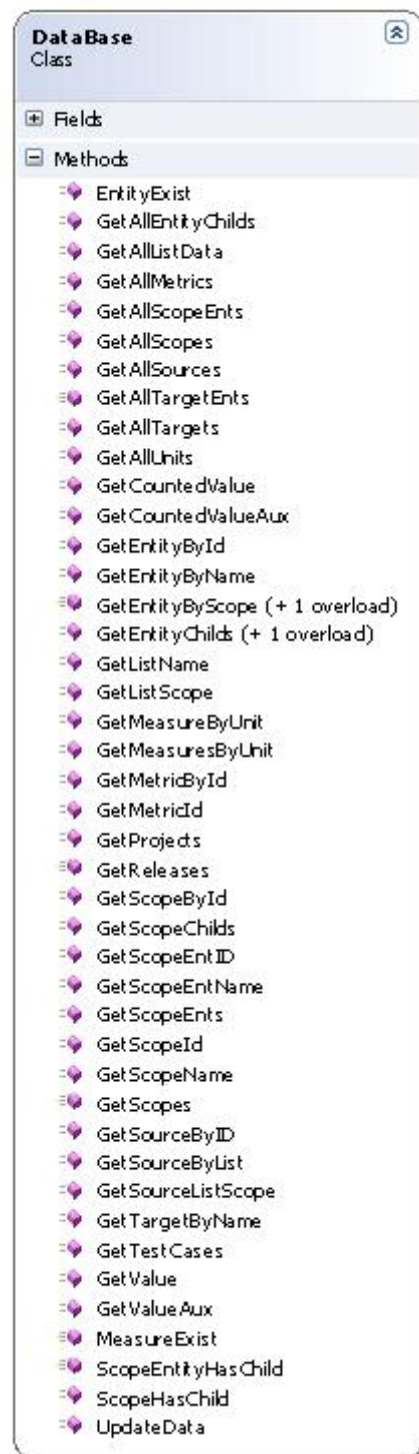 DataBase
Class
Fields
Methods
EntityExist
GetAllEntityChilds
GetAllListData
GetAllMetrics
GetAllScopeEnts
GetAllScopes
GetAllSources
GetAllTargetEnts
GetAllTargets
GetAllUnits
GetCountedValue
GetCountedValueAux
GetEntityById
GetEntityByName
GetEntityByScope (+ 1 overload)
GetEntityChilds (+ 1 overload)
GetListName
GetListScope
GetMeasureByUnit
GetMeasuresByUnit
GetMetricById
GetMetricId
GetProjects
GetReleases
GetScopeById
GetScopeChilds
GetScopeEntID
GetScopeEntName
GetScopeEnts
GetScopeId
GetScopeName
GetScopes
GetSourceByID
GetSourceByList
GetSourceListScope
GetTargetByName
GetTestCases
GetValue
GetValueAux
MeasureExist
ScopeEntityHasChild
ScopeHasChild
UpdateData